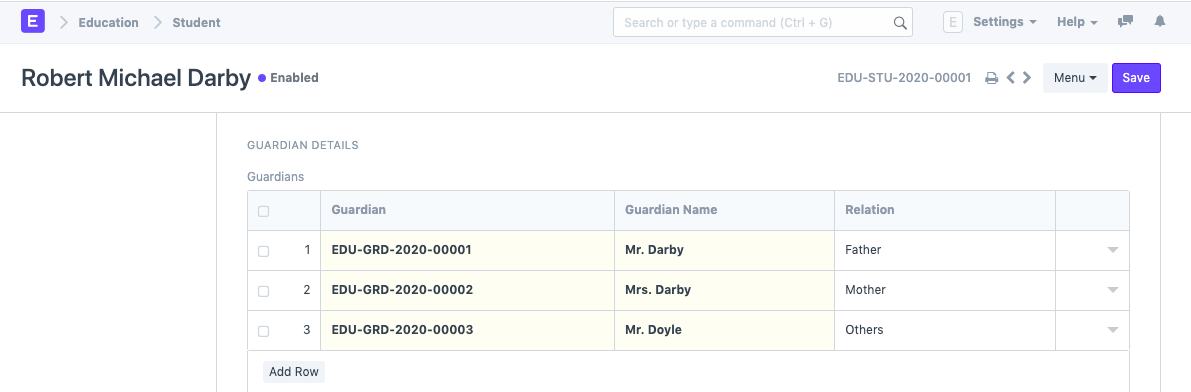 E Education Student Search or type a command (Ctrl + G) E Settings Help
Robert Michael Darby Enabled EDU-STU-2020-00001 Menu Save
GUARDIAN DETAILS
Guardians
Guardian Guardian Name Relation
1 EDU-GRD-2020-00001 Mr. Darby Father
2 EDU-GRD-2020-00002 Mrs. Darby Mother
3 EDU-GRD-2020-00003 Mr. Doyle Others
Add Row